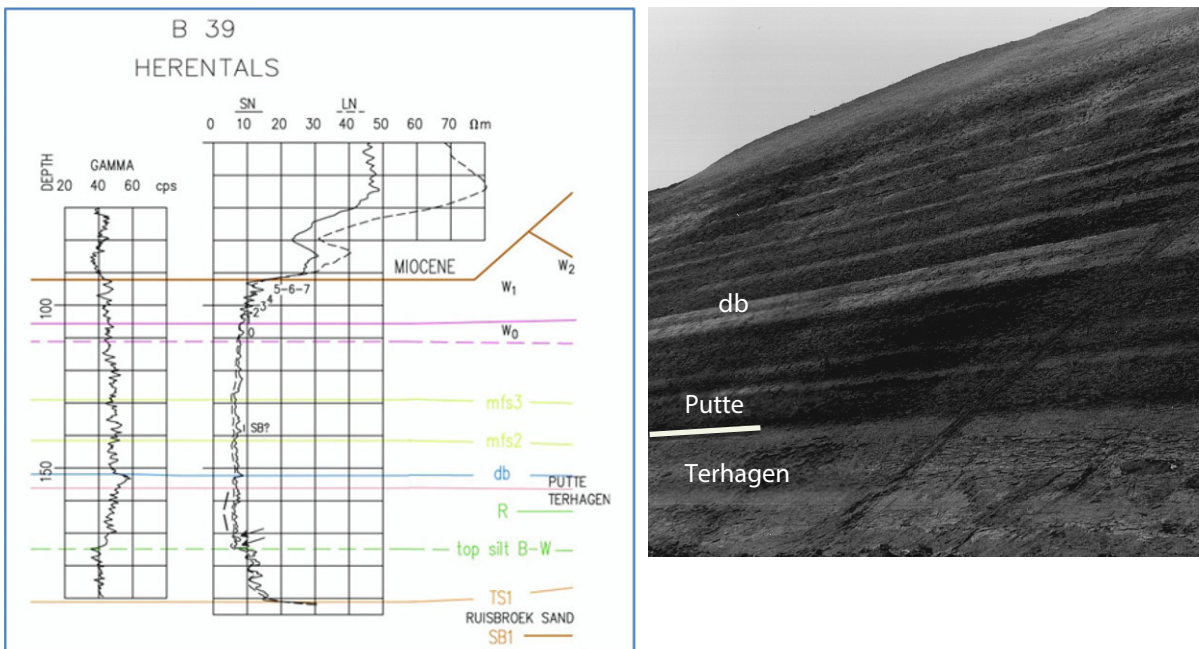 B 39
HERENTALS
SN LN
0 10 20 30 40 50 60 70 Ωm
DEPTH
GAMMA
20 40 60 cps
MIOCENE
W2
W1
5-6-7
4
3
2
100
W0
0
mfs3
SB?
mfs2
150
db
PUTTE
TERHAGEN
R
top silt B-W
TS1
RUISBROEK SAND
SB1
db
Putte
Terhagen